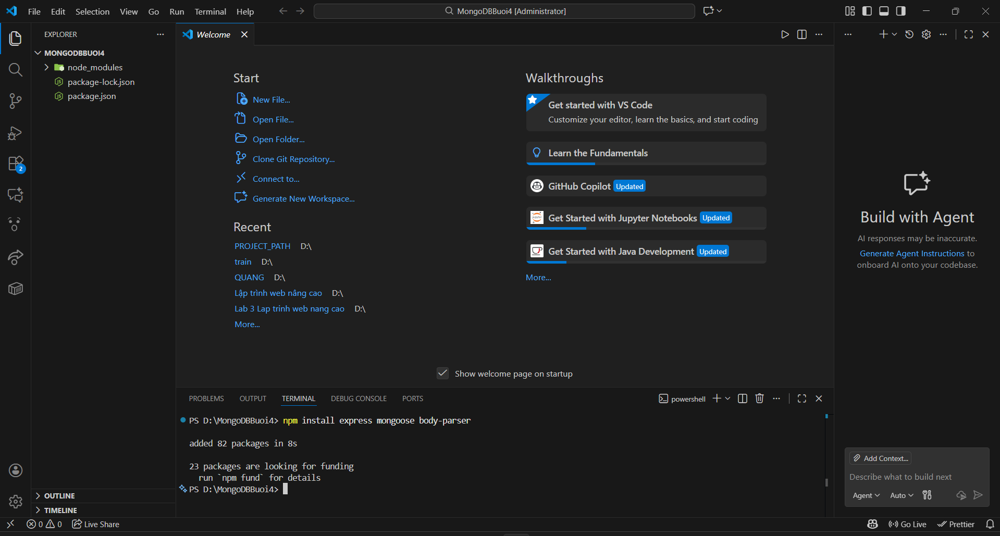 File Edit Selection View Go Run Terminal Help
MongoDBBuoi4 [Administrator]
EXPLORER
MONGODBBUOI4
node_modules
package-lock.json
package.json
OUTLINE
TIMELINE
2
Welcome
Start
New File...
Open File...
Open Folder...
Clone Git Repository...
Connect to...
Generate New Workspace...
Recent
PROJECT_PATH D:\
train D:\
QUANG D:\
Lập trình web nâng cao D:\
Lab 3 Lap trinh web nang cao D:\
More...
Walkthroughs
Get started with VS Code
Customize your editor, learn the basics, and start coding
Learn the Fundamentals
GitHub Copilot Updated
Get Started with Jupyter Notebooks Updated
Get Started with Java Development Updated
More...
Show welcome page on startup
PROBLEMS OUTPUT TERMINAL DEBUG CONSOLE PORTS
powershell
PS D:\MongoDBBuoi4> npm install express mongoose body-parser
added 82 packages in 8s
23 packages are looking for funding
run `npm fund` for details
PS D:\MongoDBBuoi4>
Build with Agent
AI responses may be inaccurate.
Generate Agent Instructions to
onboard AI onto your codebase.
Add Context...
Describe what to build next
Agent Auto
0 0 Live Share
Go Live Prettier